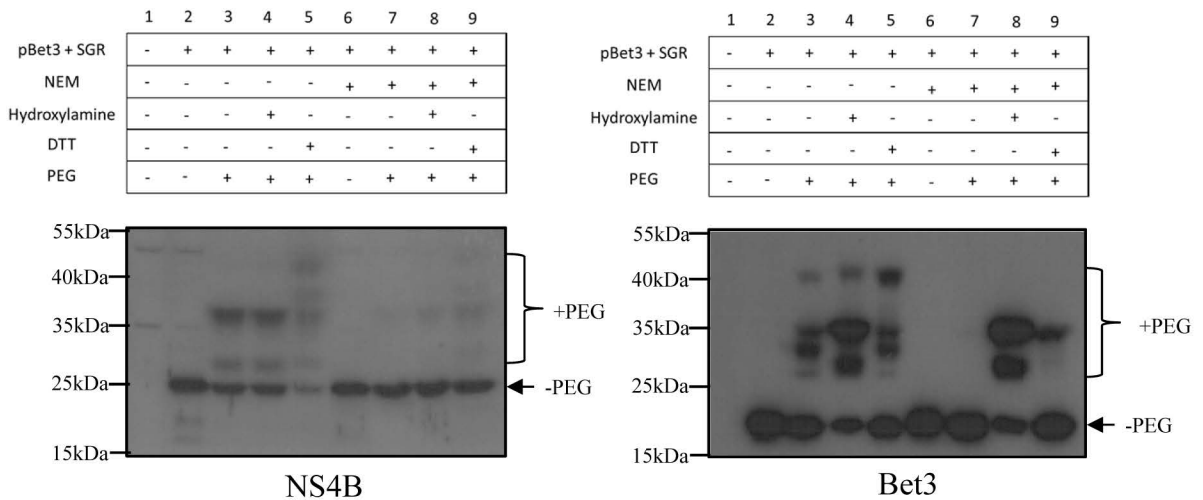 1 2 3 4 5 6 7 8 9
pBet3 + SGR - + + + + + + + +
NEM - - - - - + + + +
Hydroxylamine - - - + - - - + -
DTT - - - - + - - - +
PEG - - + + + - + + +
55kDa
40kDa
35kDa
25kDa
15kDa
+PEG
-PEG
NS4B
1 2 3 4 5 6 7 8 9
pBet3 + SGR - + + + + + + + +
NEM - - - - - + + + +
Hydroxylamine - - - + - - - + -
DTT - - - - + - - - +
PEG - - + + + - + + +
55kDa
40kDa
35kDa
25kDa
15kDa
+PEG
-PEG
Bet3